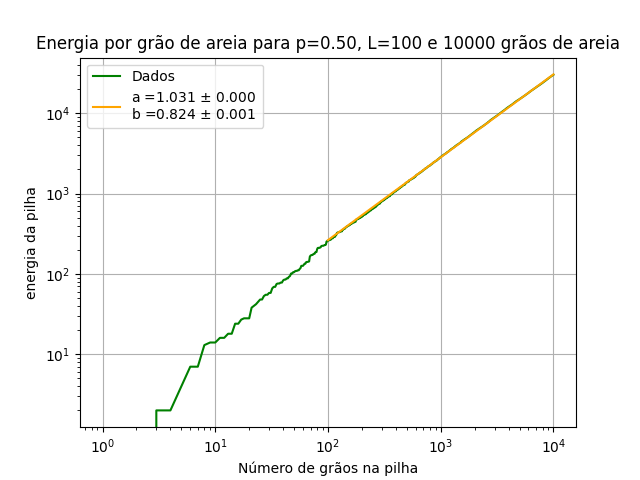 Energia por grão de areia para p=0.50, L=100 e 10000 grãos de areia
Dados
a =1.031 ± 0.000
b =0.824 ± 0.001
energia da pilha
10⁴
10³
10²
10¹
10⁰
10¹
10²
10³
10⁴
Número de grãos na pilha